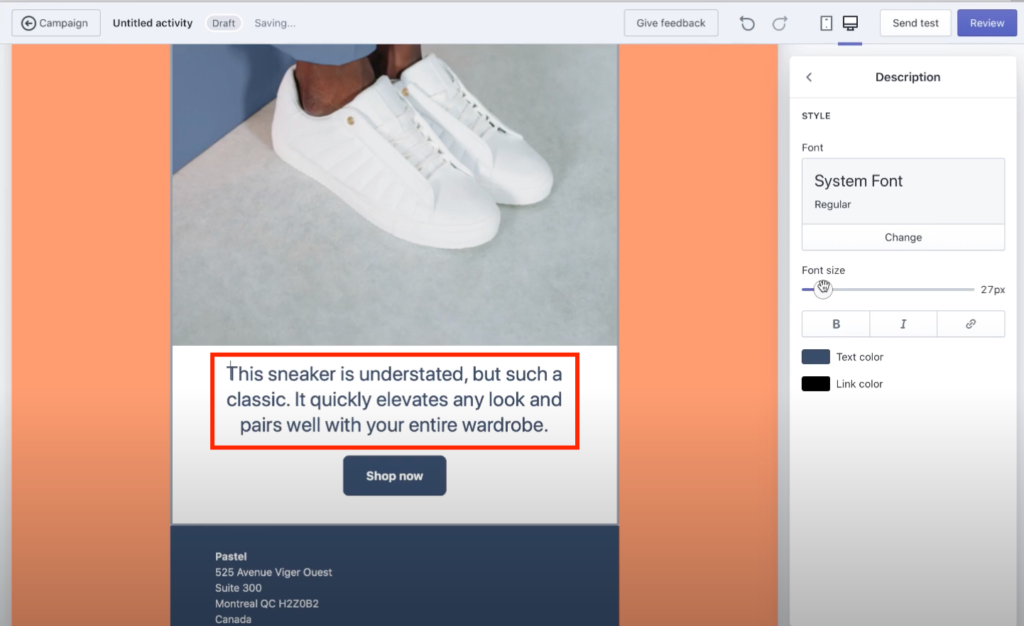 Campaign
Untitled activity
Draft
Saving...
Give feedback
Send test
Review
This sneaker is understated, but such a
classic. It quickly elevates any look and
pairs well with your entire wardrobe.
Shop now
Pastel
525 Avenue Viger Ouest
Suite 300
Montreal QC H2Z0B2
Canada
Description
STYLE
Font
System Font
Regular
Change
Font size
27px
B
I
Text color
Link color